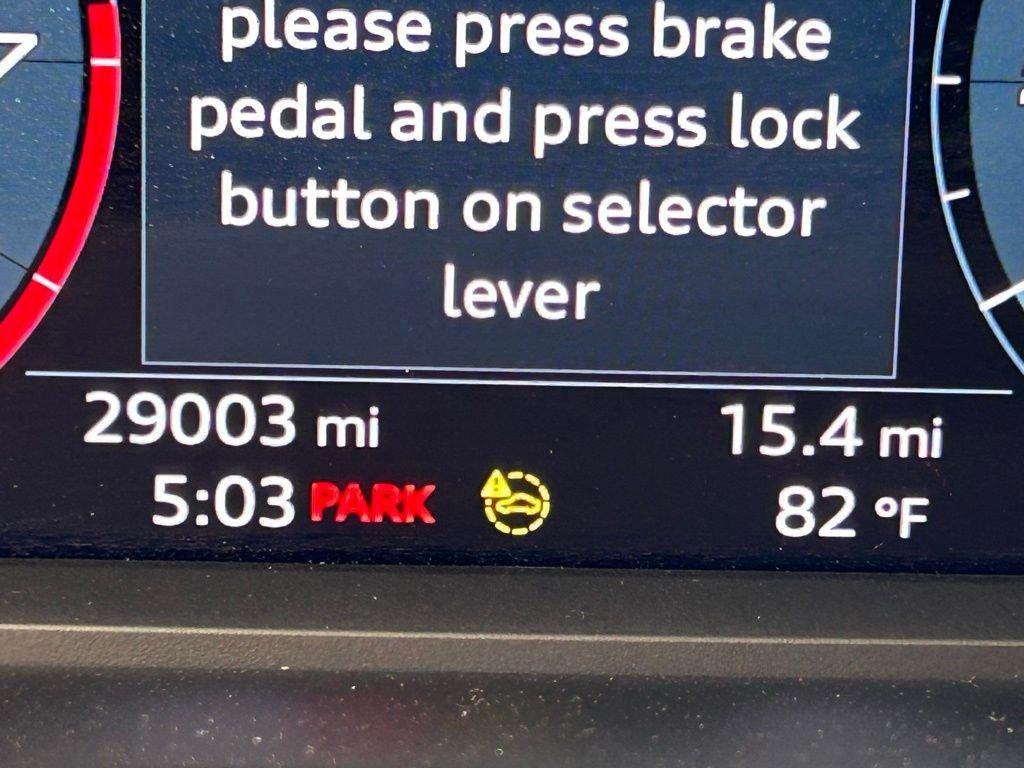 please press brake
pedal and press lock
button on selector
lever
29003 mi
15.4 mi
5:03 PARK
82 °F